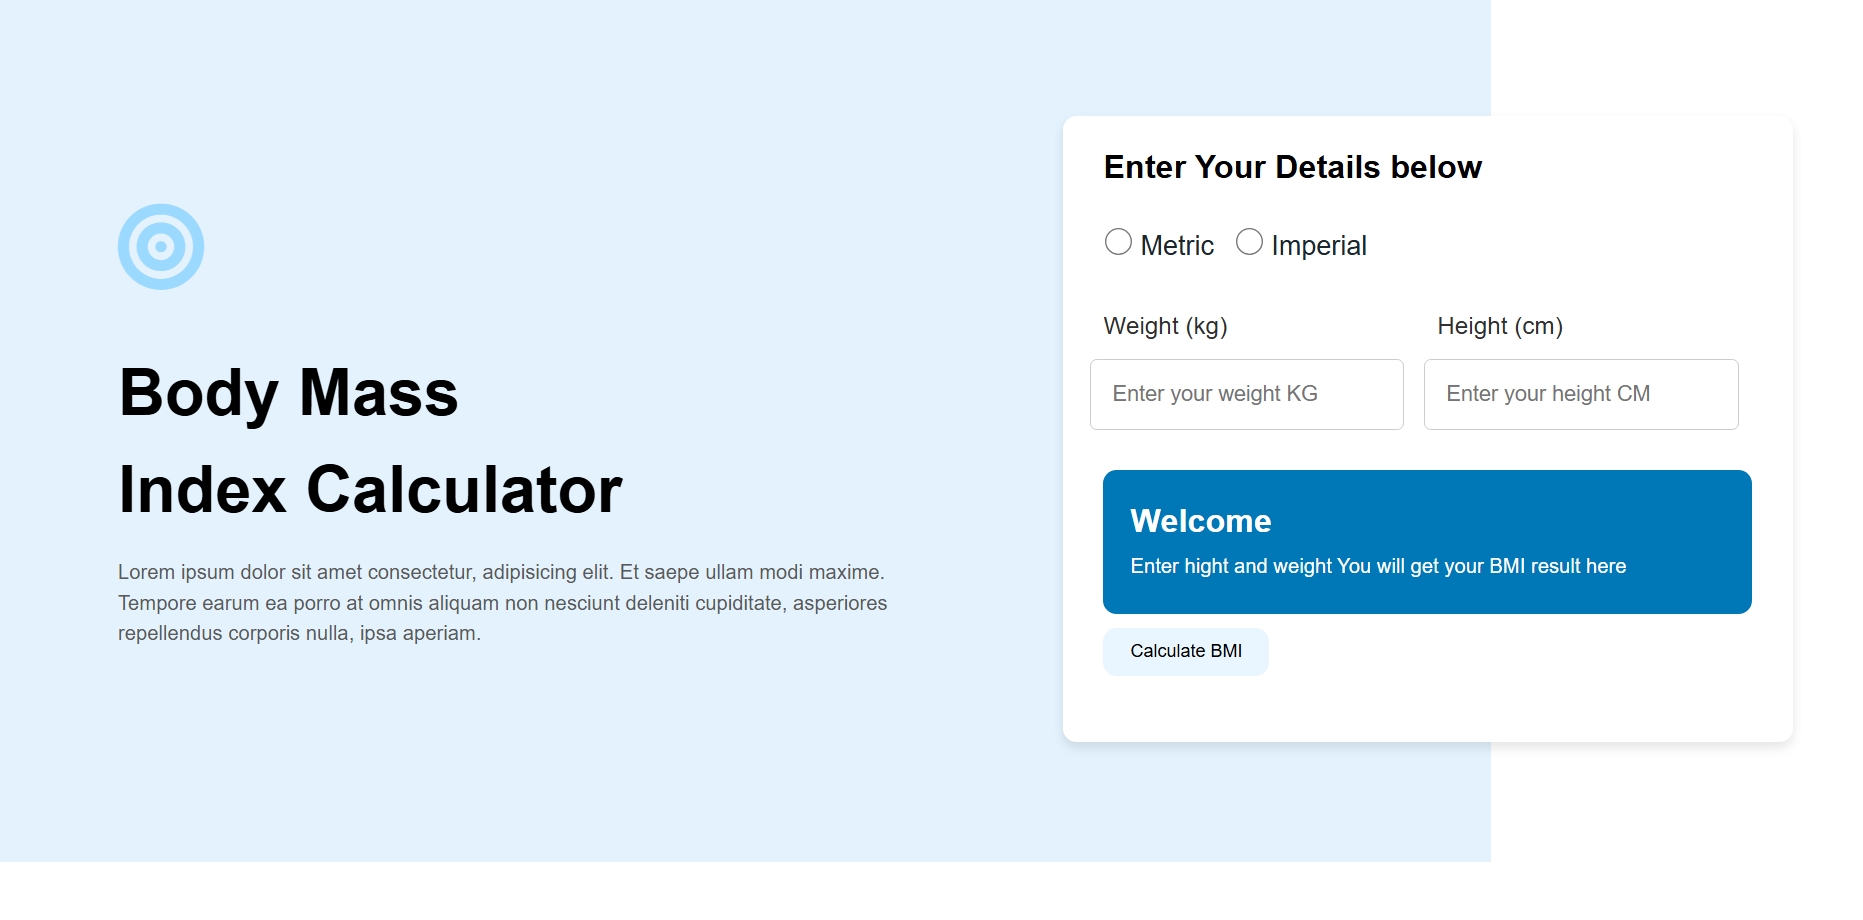 Body Mass
Index Calculator
Lorem ipsum dolor sit amet consectetur, adipisicing elit. Et saepe ullam modi maxime.
Tempore earum ea porro at omnis aliquam non nesciunt deleniti cupiditate, asperiores
repellendus corporis nulla, ipsa aperiam.
Enter Your Details below
Metric Imperial
Weight (kg) Height (cm)
Enter your weight KG Enter your height CM
Welcome
Enter hight and weight You will get your BMI result here
Calculate BMI